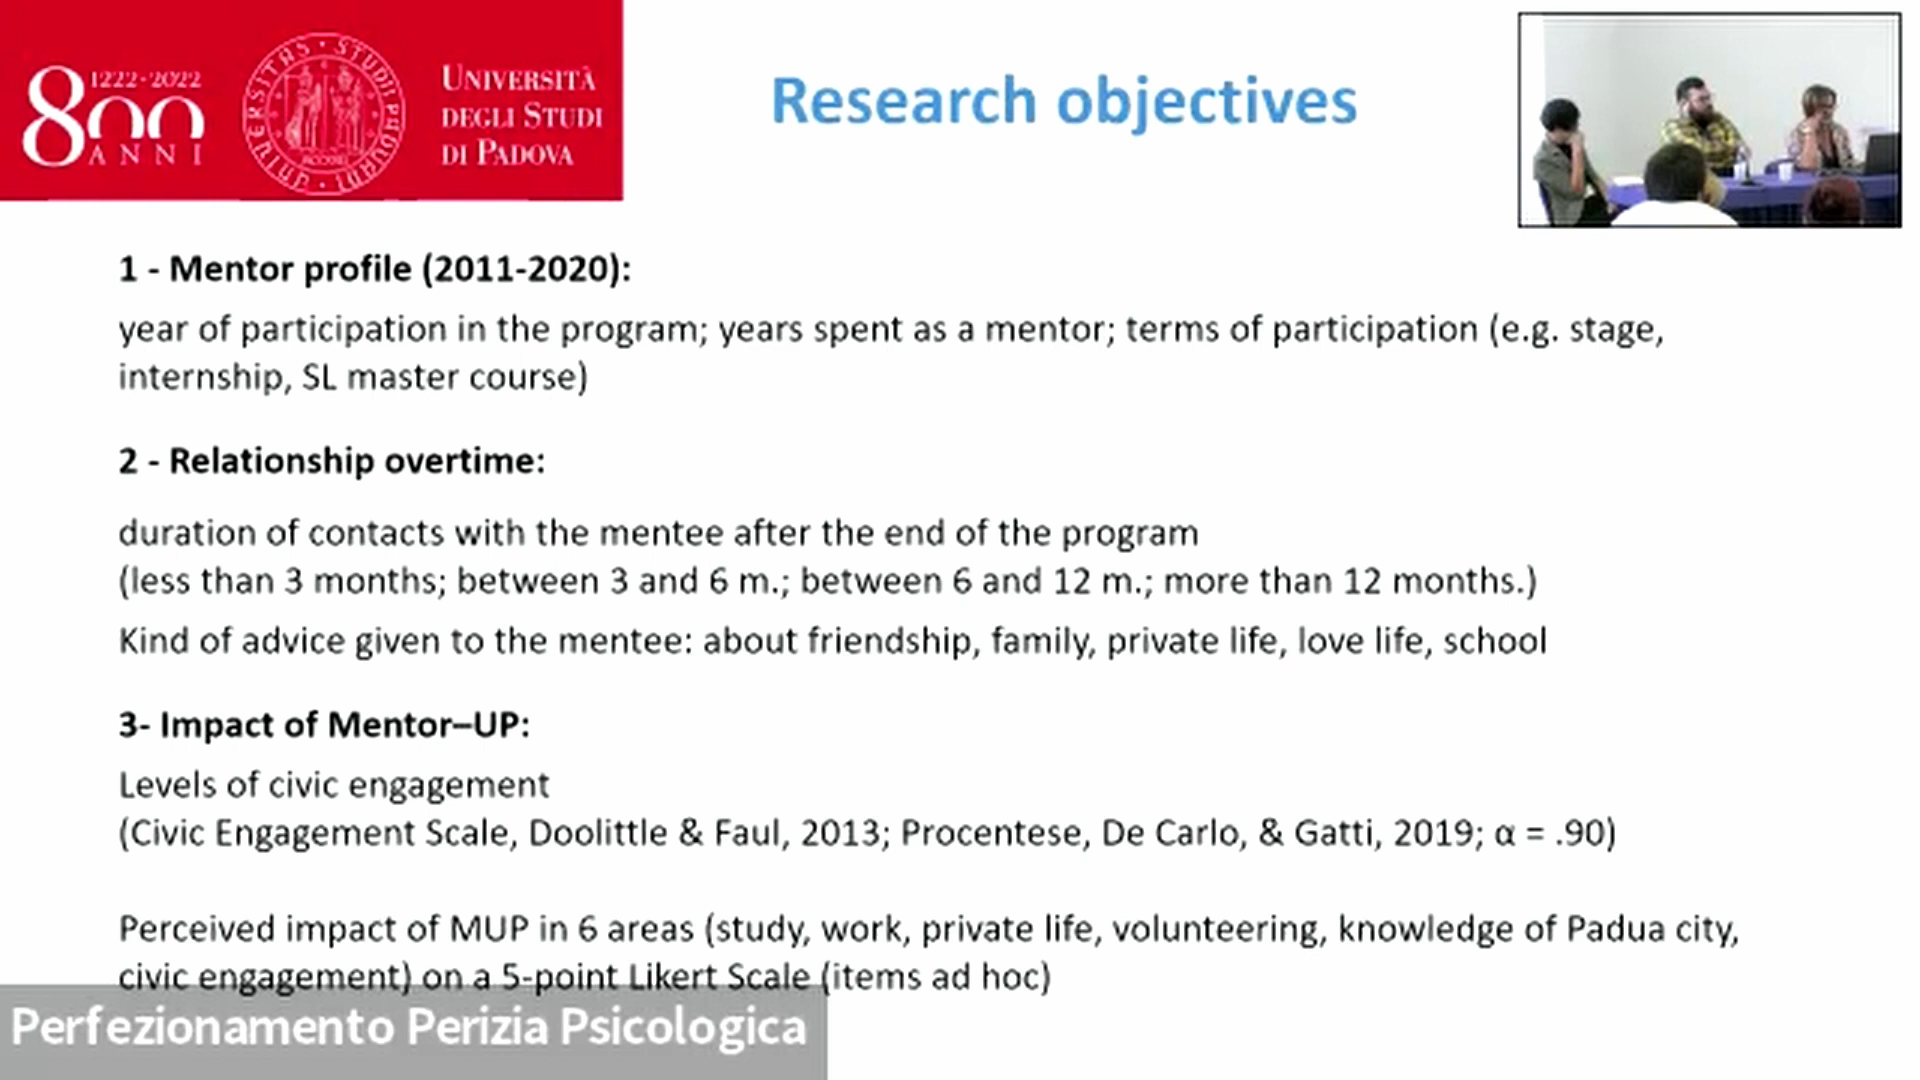 1222-2022
800
ANNI
UNIVERSITÀ
DEGLI STUDI
DI PADOVA
Research objectives
1 - Mentor profile (2011-2020):
year of participation in the program; years spent as a mentor; terms of participation (e.g. stage,
internship, SL master course)
2 - Relationship overtime:
duration of contacts with the mentee after the end of the program
(less than 3 months; between 3 and 6 m.; between 6 and 12 m.; more than 12 months.)
Kind of advice given to the mentee: about friendship, family, private life, love life, school
3- Impact of Mentor–UP:
Levels of civic engagement
(Civic Engagement Scale, Doolittle & Faul, 2013; Procentese, De Carlo, & Gatti, 2019; α = .90)
Perceived impact of MUP in 6 areas (study, work, private life, volunteering, knowledge of Padua city,
civic engagement) on a 5-point Likert Scale (items ad hoc)
Perfezionamento Perizia Psicologica